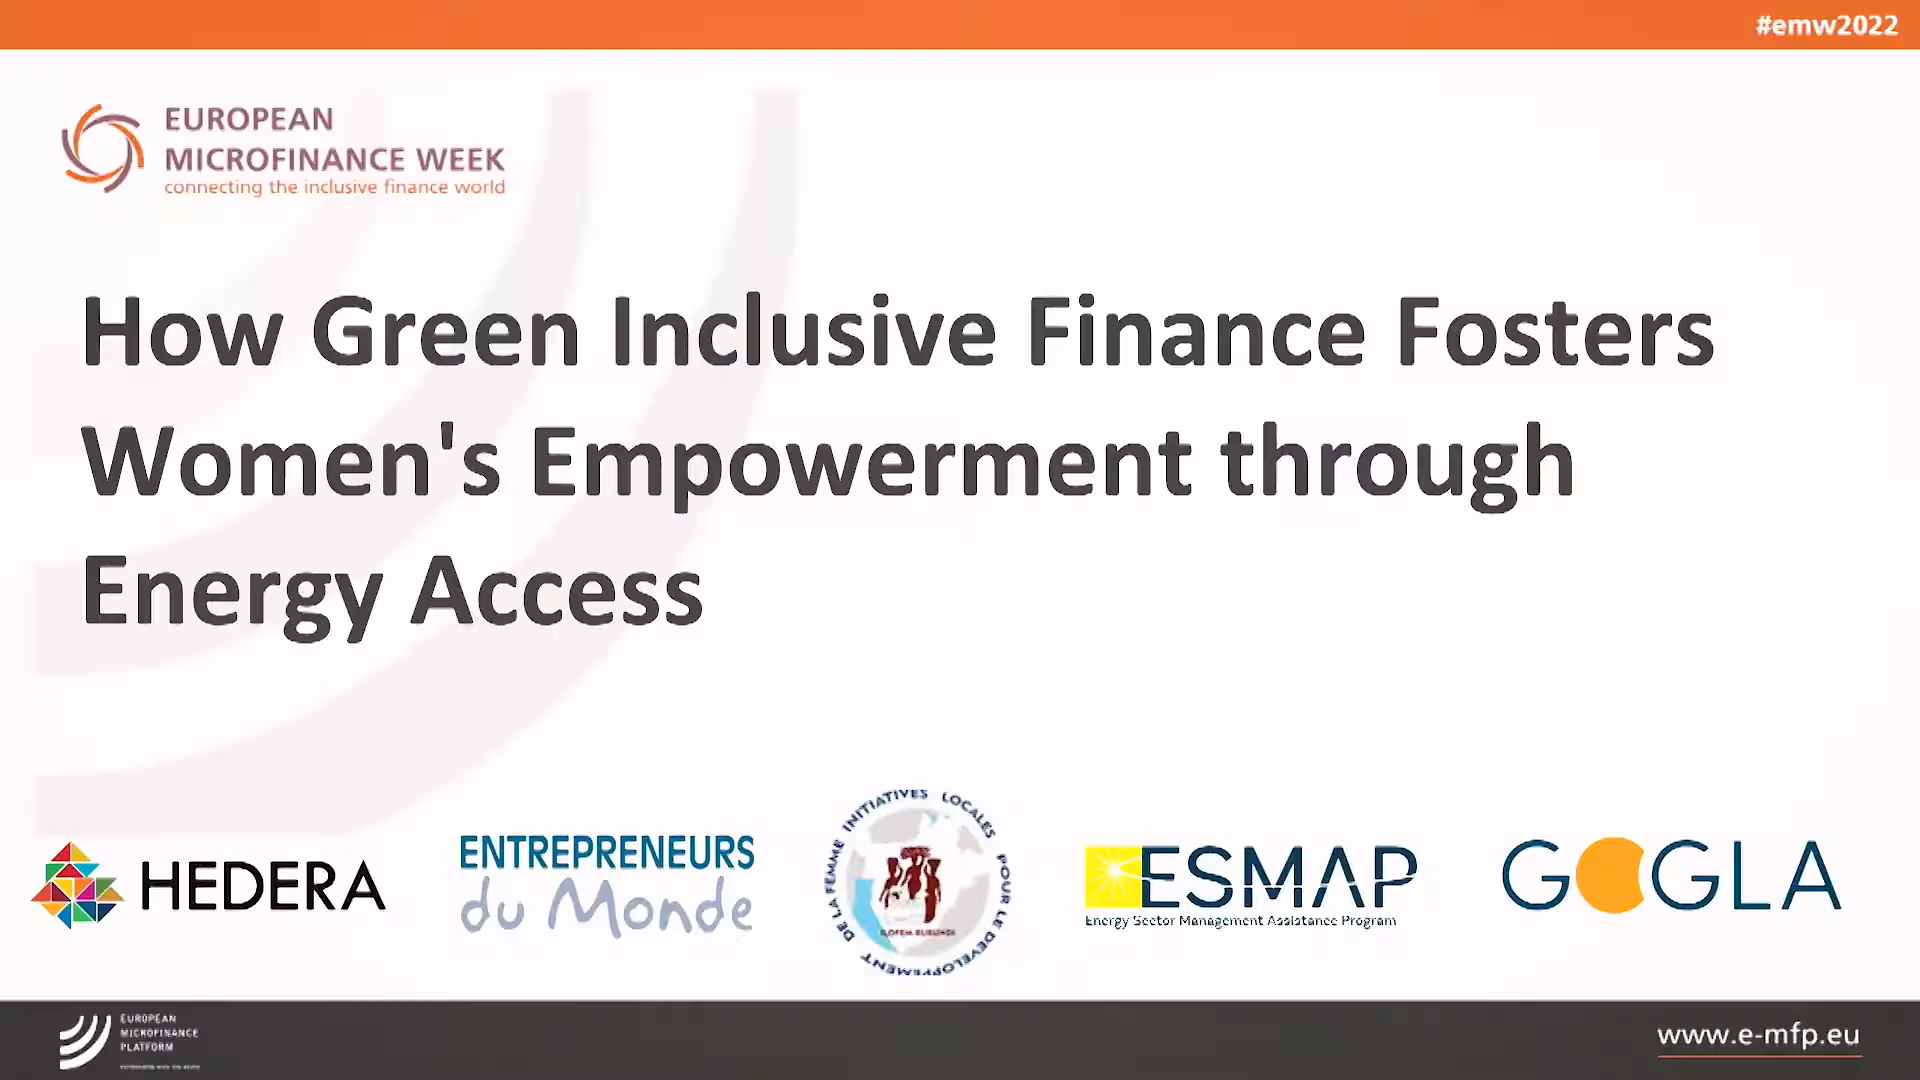 #emw2022
EUROPEAN
MICROFINANCE WEEK
connecting the inclusive finance world
How Green Inclusive Finance Fosters
Women's Empowerment through
Energy Access
HEDERA
ENTREPRENEURS
du Monde
INITIATIVES LOCALES POUR LE DEVELOPPEMENT DE LA FEMME
ESMAP
Energy Sector Management Assistance Program
GOGLA
EUROPEAN
MICROFINANCE
PLATFORM
www.e-mfp.eu